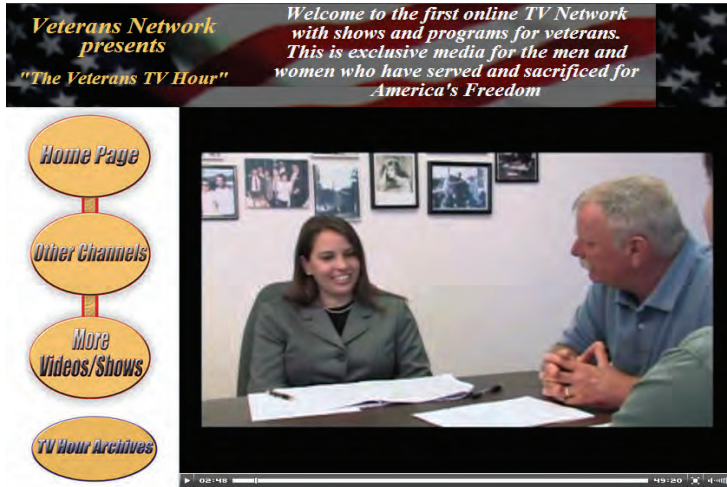 Veterans Network
presents
"The Veterans TV Hour"
Welcome to the first online TV Network
with shows and programs for veterans.
This is exclusive media for the men and
women who have served and sacrificed for
America's Freedom
Home Page
Other Channels
More
Videos/Shows
TV Hour Archives
02:48
49:20